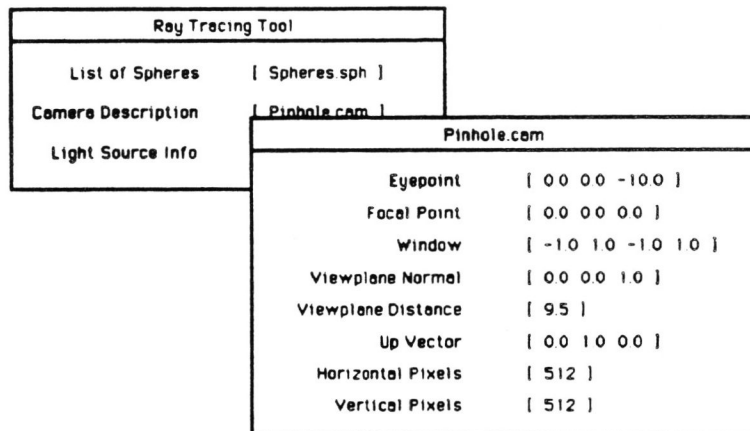 Ray Tracing Tool
List of Spheres [ Spheres.sph ]
Camera Description [ Pinhole.cam ]
Light Source Info
Pinhole.cam
Eyepoint [ 0.0 0.0 -10.0 ]
Focal Point [ 0.0 0.0 0.0 ]
Window [ -1.0 1.0 -1.0 1.0 ]
Viewplane Normal [ 0.0 0.0 1.0 ]
Viewplane Distance [ 9.5 ]
Up Vector [ 0.0 1.0 0.0 ]
Horizontal Pixels [ 512 ]
Vertical Pixels [ 512 ]